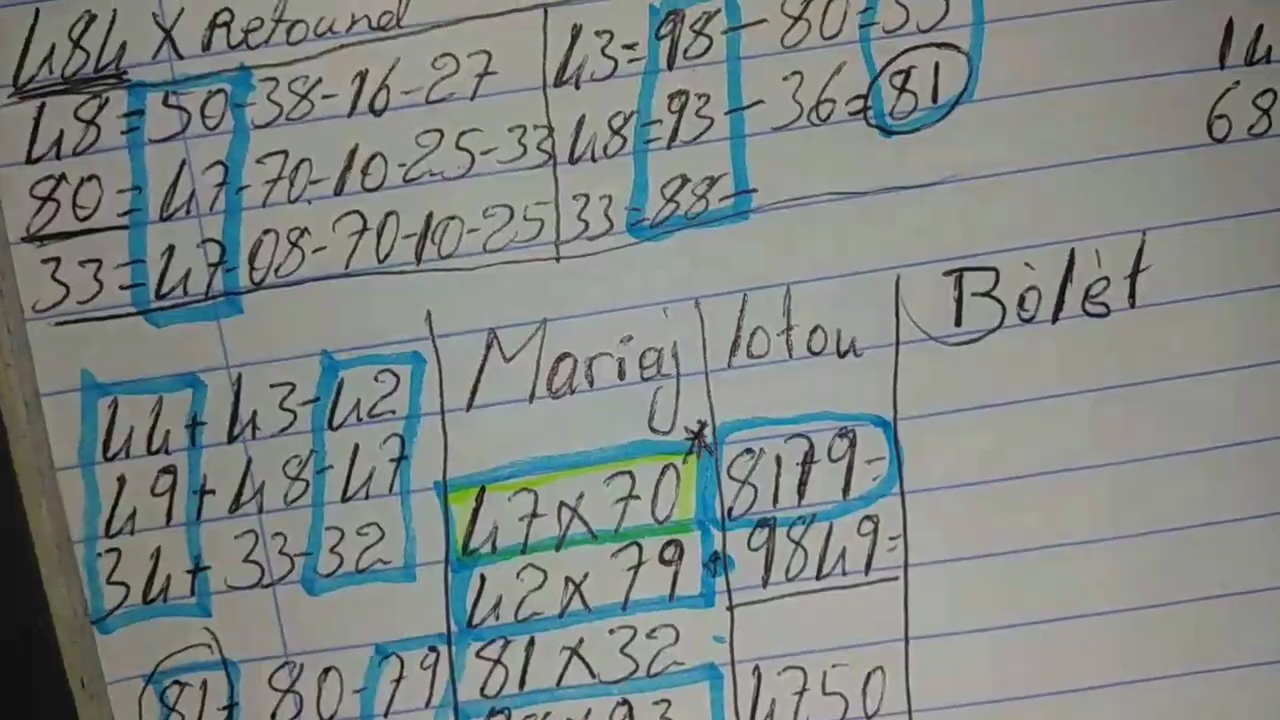 484 X Retound
48=50-38-16-27
80=47-70-10-25-33
33=47-08-70-10-25
43=98-80=
48=93-36=81
33=88-
14
68
Mariaj
lotou
Bòlèt
44+43-42
49+48-47
34+33-32
81+80-79
47x70*
42x79+
81x32
8179=
9849=
4750